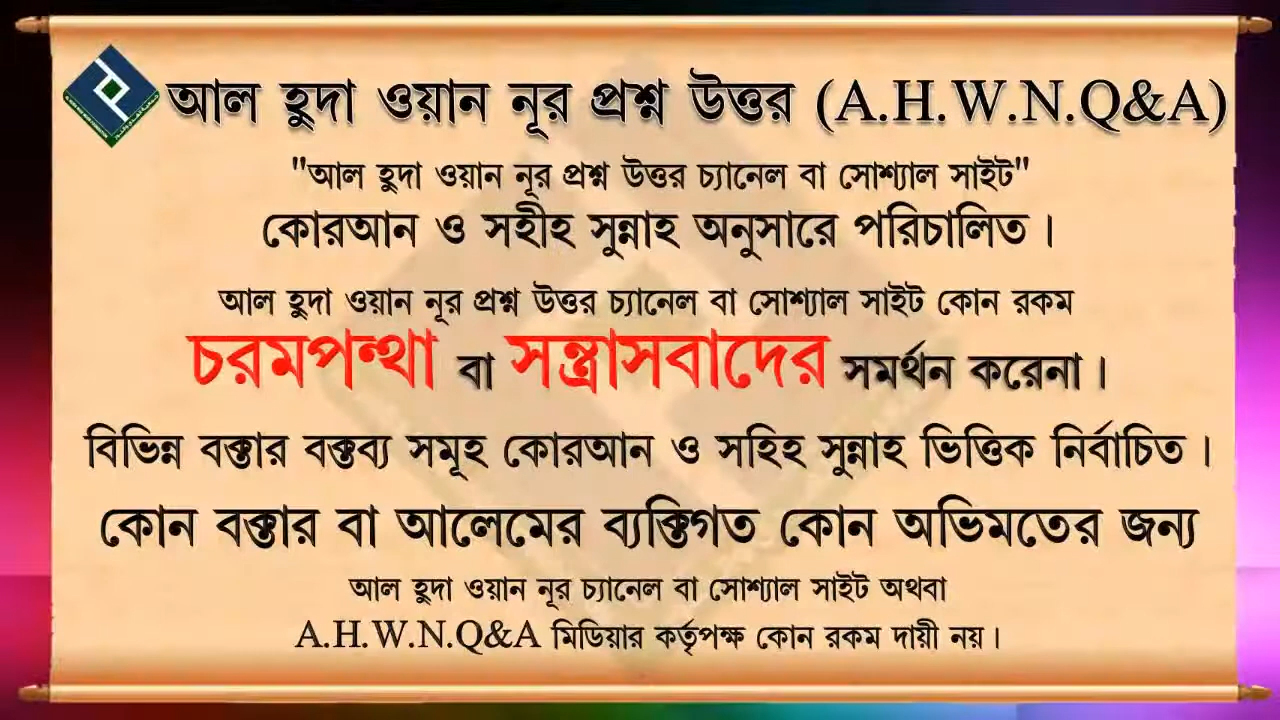 আল হুদা ওয়ান নূর প্রশ্ন উত্তর (A.H.W.N.Q&A)
"আল হুদা ওয়ান নূর প্রশ্ন উত্তর চ্যানেল বা সোশ্যাল সাইট"
কোরআন ও সহীহ সুন্নাহ অনুসারে পরিচালিত।
আল হুদা ওয়ান নূর প্রশ্ন উত্তর চ্যানেল বা সোশ্যাল সাইট কোন রকম
চরমপন্থা বা সন্ত্রাসবাদের সমর্থন করেনা।
বিভিন্ন বক্তার বক্তব্য সমূহ কোরআন ও সহিহ সুন্নাহ ভিত্তিক নির্বাচিত।
কোন বক্তার বা আলেমের ব্যক্তিগত কোন অভিমতের জন্য
আল হুদা ওয়ান নূর চ্যানেল বা সোশ্যাল সাইট অথবা
A.H.W.N.Q&A মিডিয়ার কর্তৃপক্ষ কোন রকম দায়ী নয়।